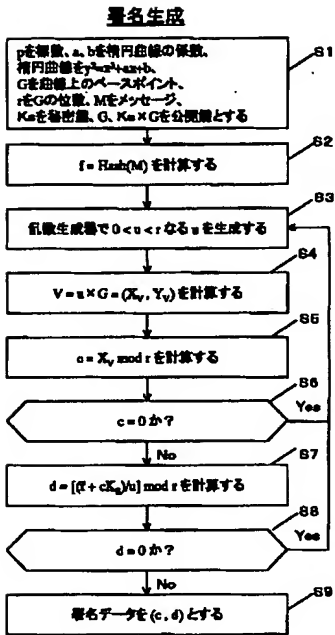 署名生成
S1
pを標数、a、bを楕円曲線の係数、
楕円曲線をy²=x³+ax+b、
Gを曲線上のベースポイント、
rをGの位数、Mをメッセージ、
Ksを秘密鍵、G、Ks×Gを公開鍵とする
S2
f = Hash(M) を計算する
S3
乱数生成器で 0 < u < r なる u を生成する
S4
V = u × G = (XV , YV) を計算する
S5
c = XV mod r を計算する
S6
c = 0 か?
Yes
No
S7
d = [(f + cKs)/u] mod r を計算する
S8
d = 0 か?
Yes
No
S9
署名データを (c , d) とする